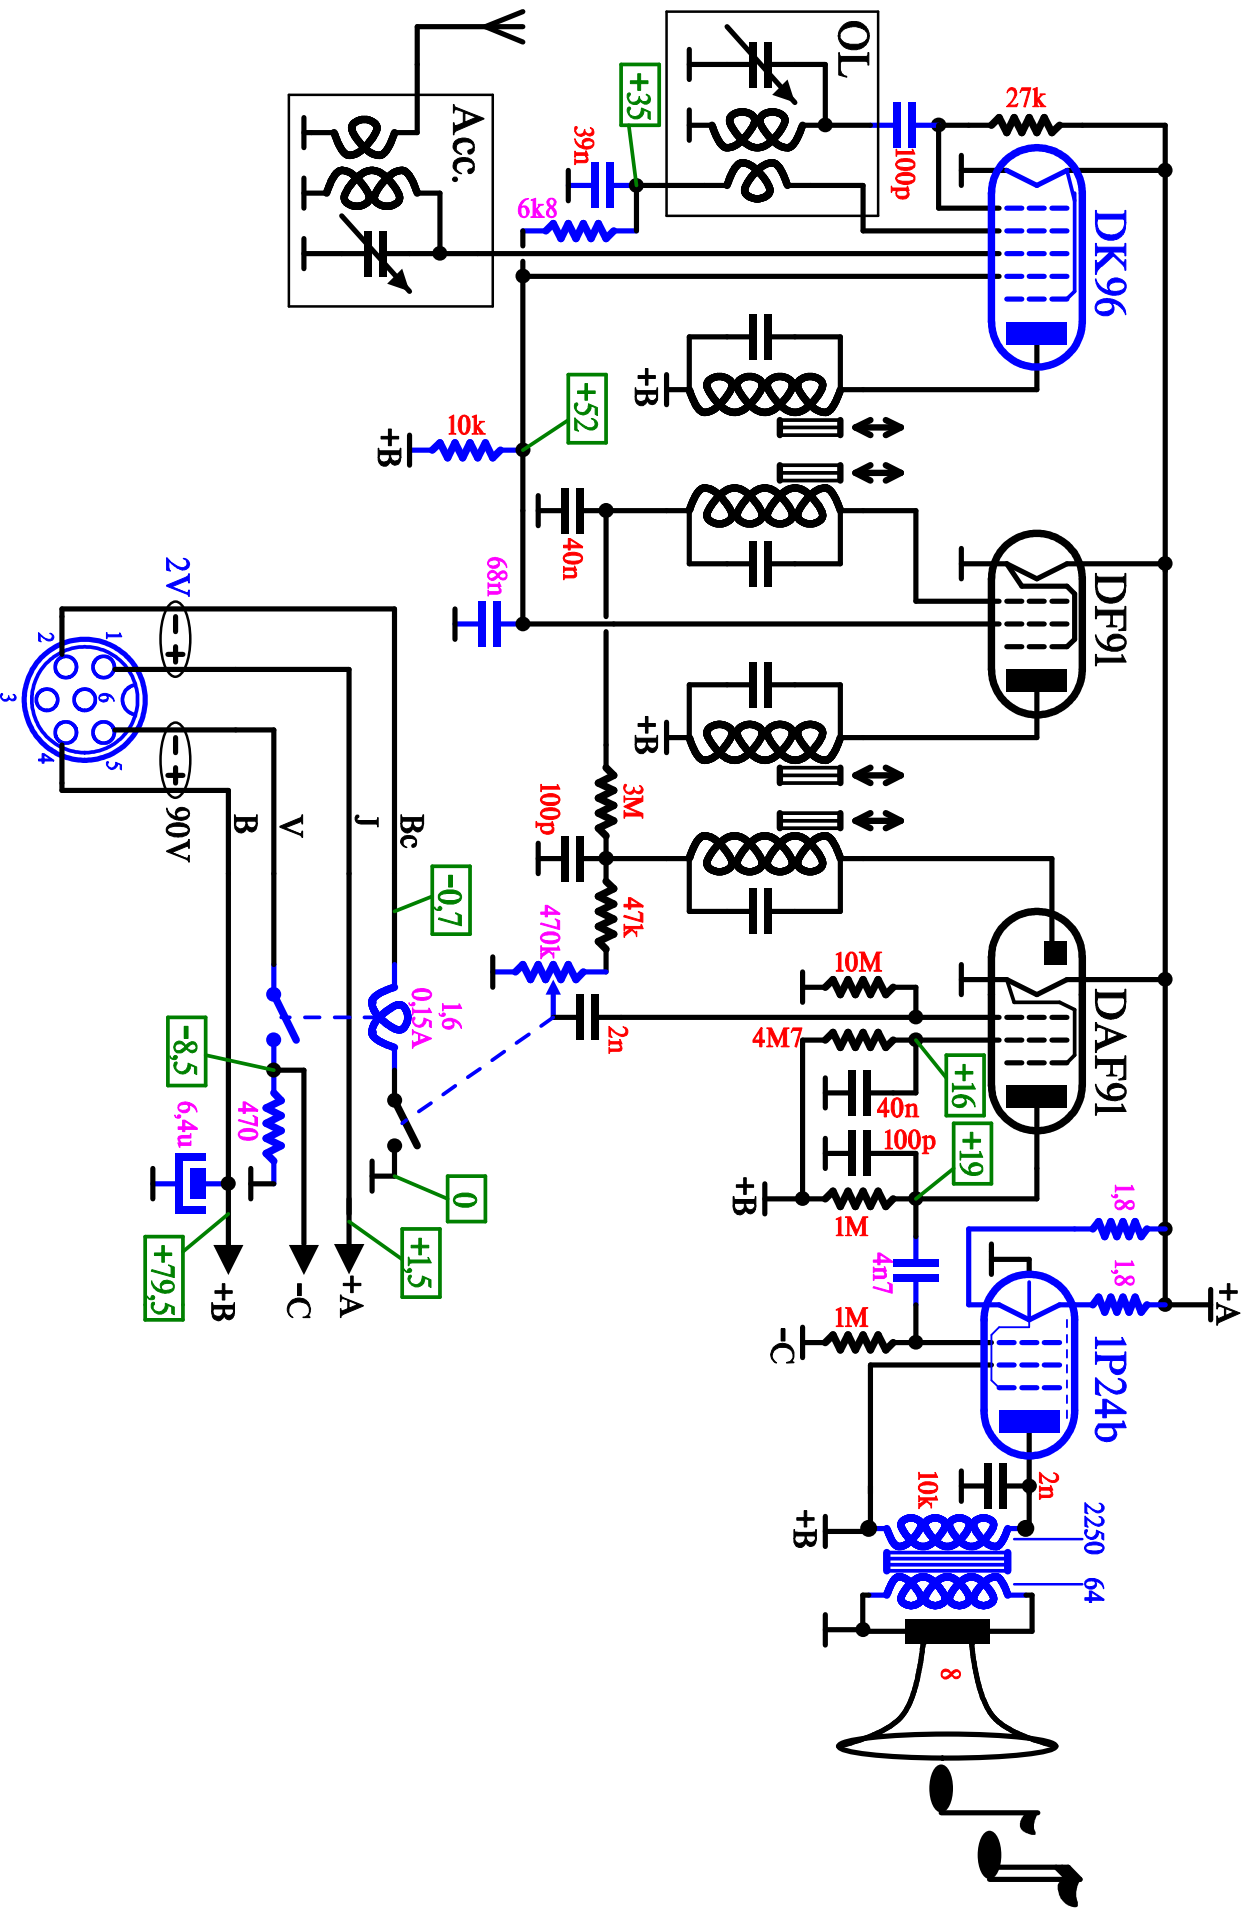 OL
Acc.
+35
39n
6k8
100p
27k
DK96
+B
+52
10k
+B
40n
68n
DF91
+B
3M
100p
47k
470k
2n
10M
4M7
+16
40n
100p
+19
DAF91
+B
1M
4n7
1M
-C
1,8
1,8
+A
1P24b
2n
10k
+B
2250
64
8
2V
1
2
3
4
5
6
90V
Bc
J
V
B
-0,7
1,6
0,15A
-8,5
470
6,4u
0
+1,5
+79,5
+A
-C
+B